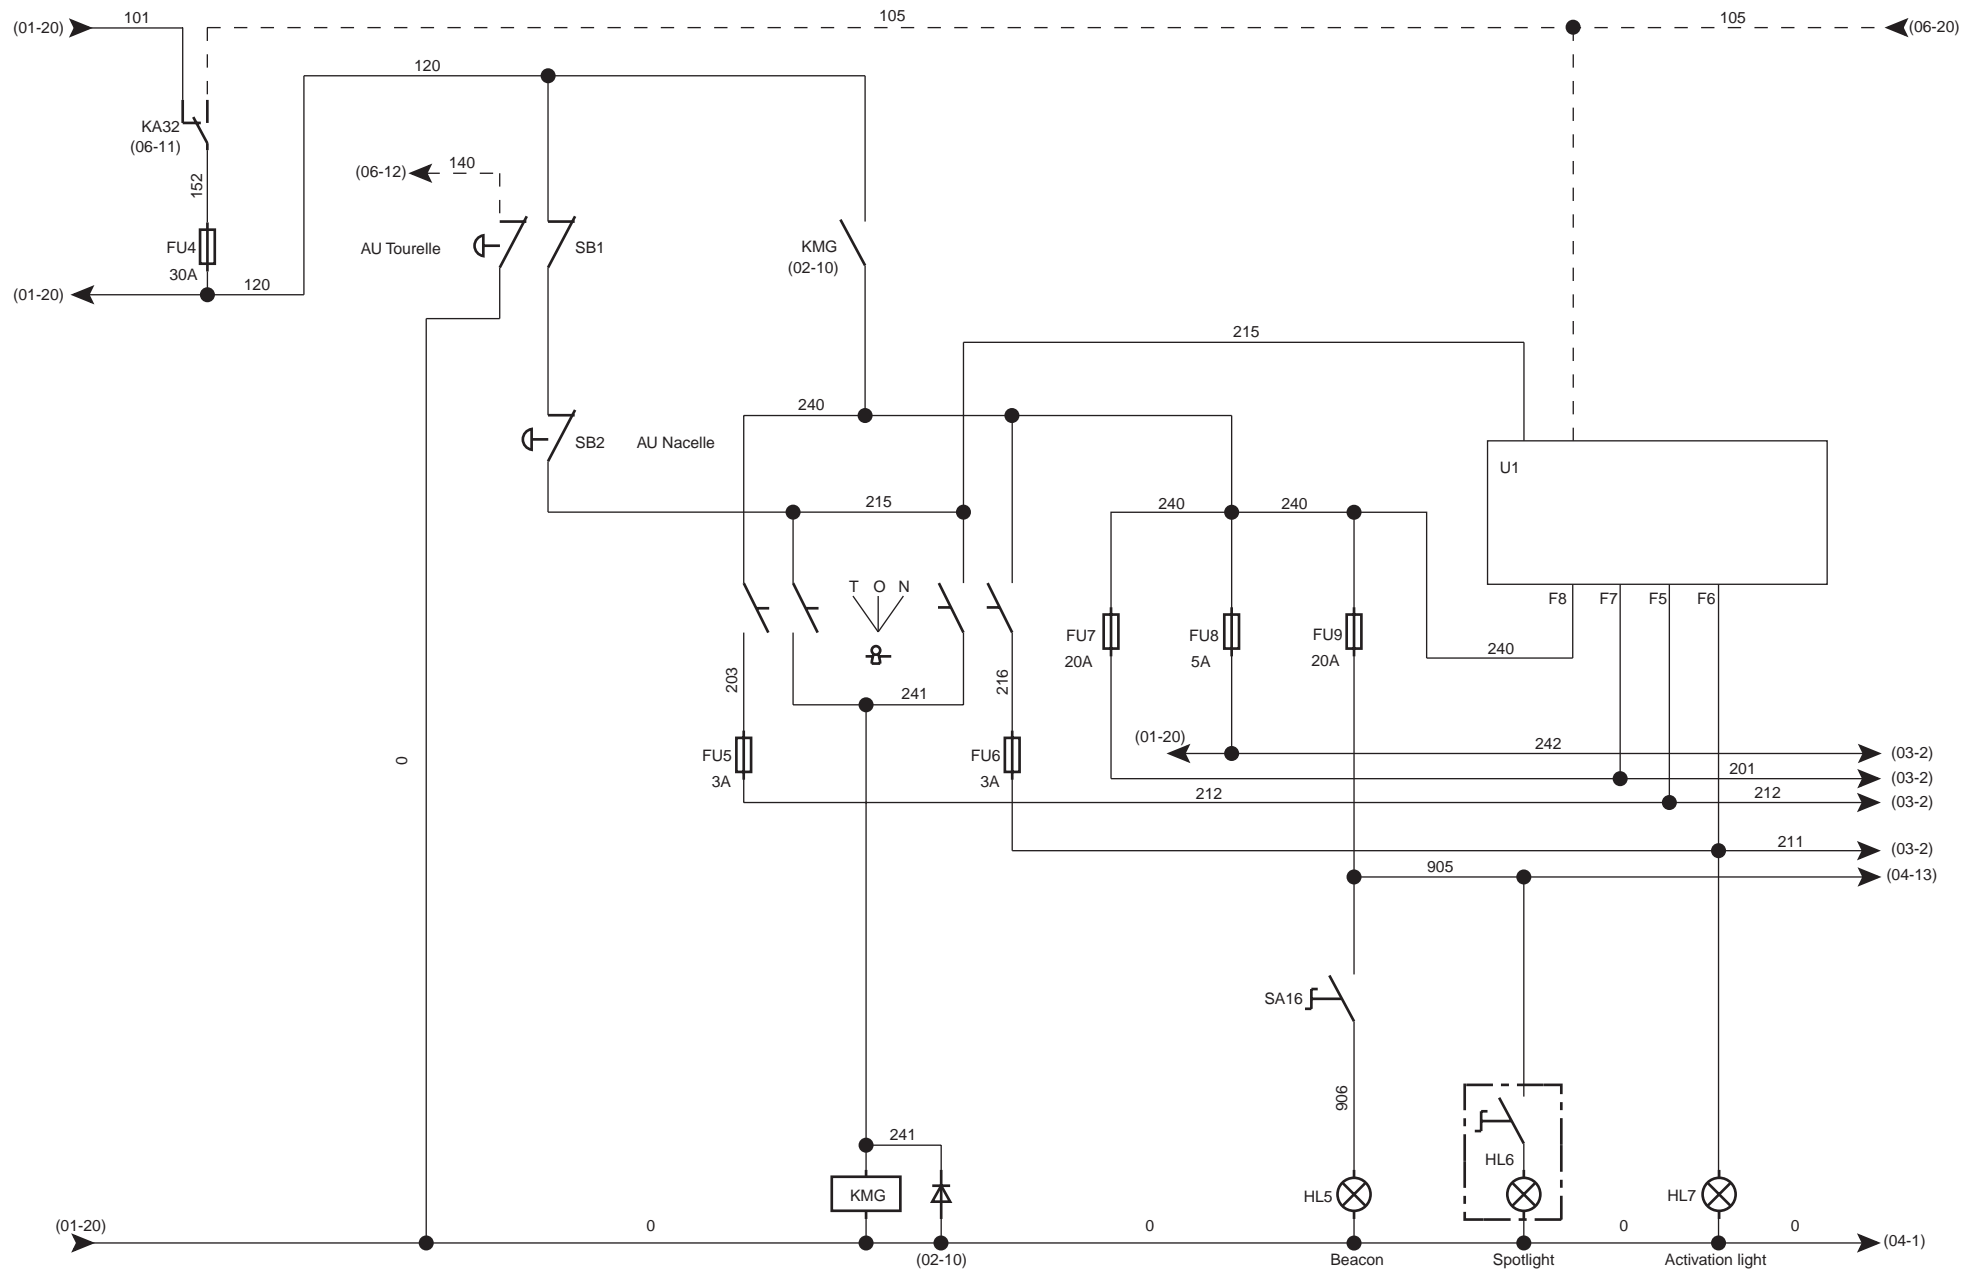 101
105
105
(01-20)
(06-20)
120
KA32
(06-11)
140
(06-12)
152
AU Tourelle
SB1
KMG
(02-10)
FU4
30A
120
(01-20)
215
240
SB2
AU Nacelle
U1
215
240
240
T O N
F8
F7
F5
F6
FU7
20A
FU8
5A
FU9
20A
240
203
216
241
0
(01-20)
242
(03-2)
FU5
3A
FU6
3A
201
(03-2)
212
212
(03-2)
211
(03-2)
905
(04-13)
SA16
906
241
HL6
KMG
HL5
HL7
(01-20)
0
0
0
0
(04-1)
(02-10)
Beacon
Spotlight
Activation light